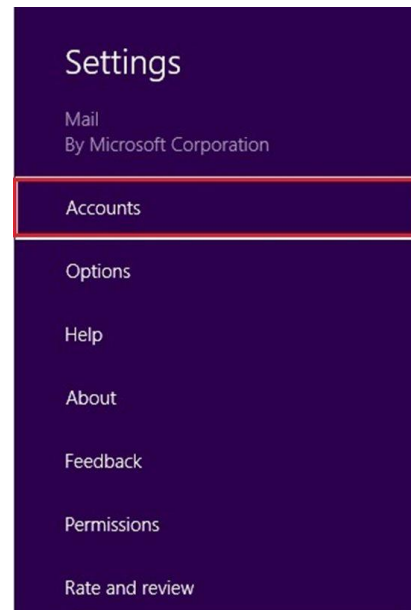 Settings
Mail
By Microsoft Corporation
Accounts
Options
Help
About
Feedback
Permissions
Rate and review